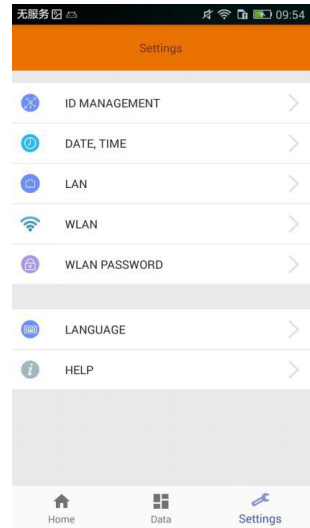 无服务 09:54
Settings
ID MANAGEMENT
DATE, TIME
LAN
WLAN
WLAN PASSWORD
LANGUAGE
HELP
Home Data Settings